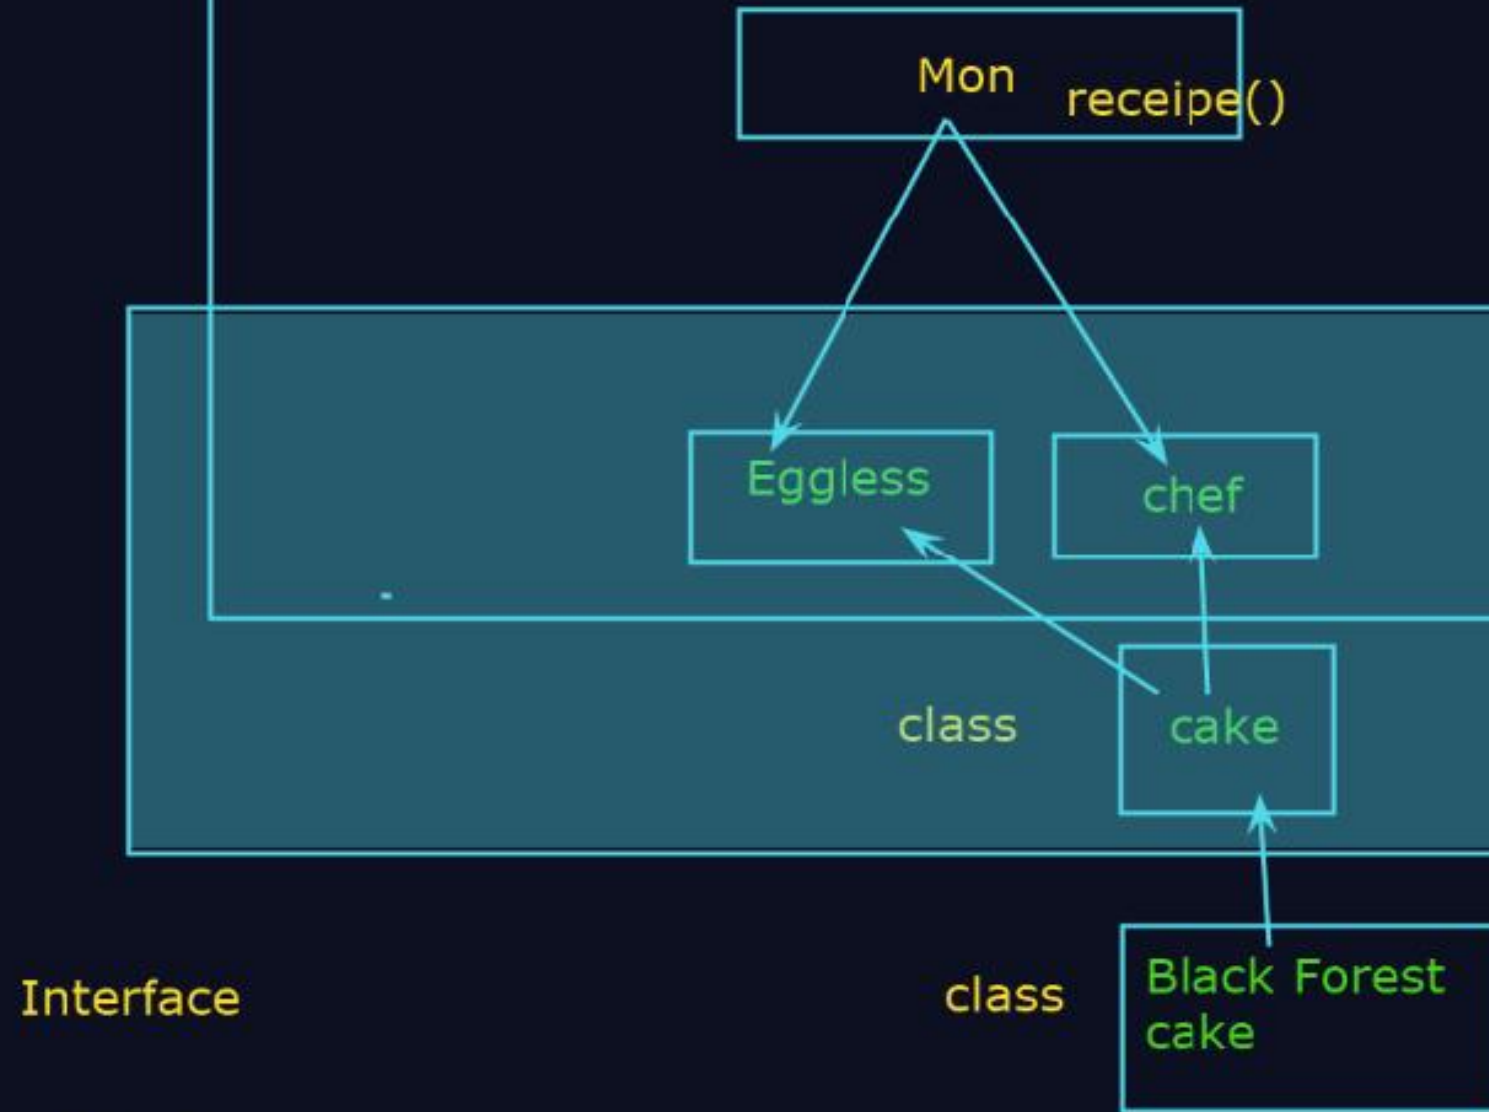 Mon
receipe()
Eggless
chef
class
cake
Interface
class
Black Forest
cake